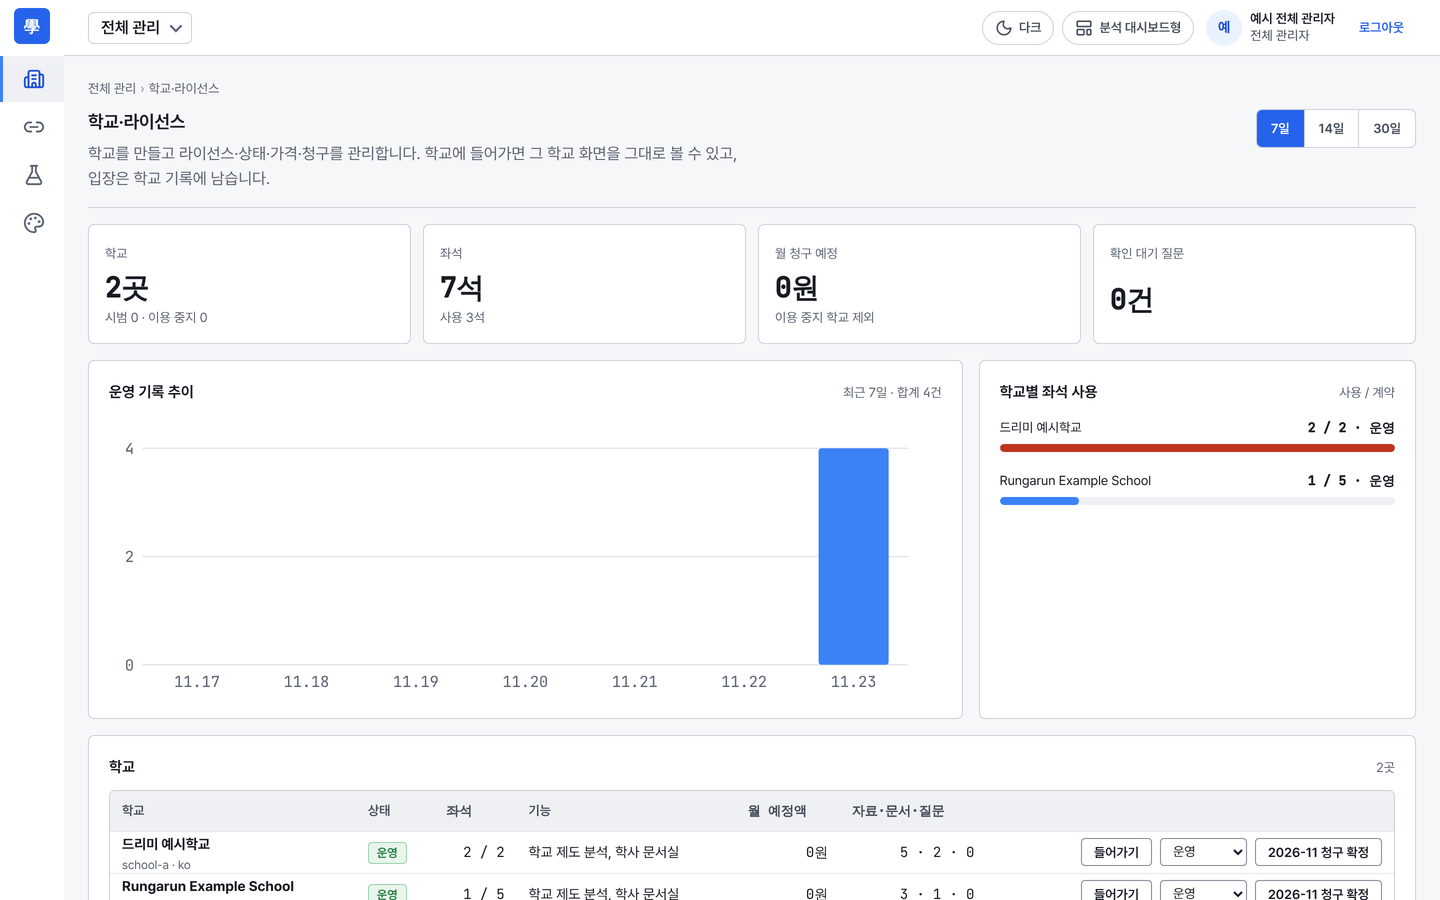 學
전체 관리
다크
분석 대시보드형
예
예시 전체 관리자
전체 관리자
로그아웃
전체 관리 › 학교·라이선스
학교·라이선스
학교를 만들고 라이선스·상태·가격·청구를 관리합니다. 학교에 들어가면 그 학교 화면을 그대로 볼 수 있고,
입장은 학교 기록에 남습니다.
7일
14일
30일
학교
2곳
시범 0 · 이용 중지 0
좌석
7석
사용 3석
월 청구 예정
0원
이용 중지 학교 제외
확인 대기 질문
0건
운영 기록 추이
최근 7일 · 합계 4건
4
2
0
11.17 11.18 11.19 11.20 11.21 11.22 11.23
학교별 좌석 사용
사용 / 계약
드리미 예시학교
2 / 2 · 운영
Rungarun Example School
1 / 5 · 운영
학교
2곳
학교 상태 좌석 기능 월 예정액 자료·문서·질문
드리미 예시학교
school-a · ko
운영
2 / 2
학교 제도 분석, 학사 문서실
0원
5 · 2 · 0
들어가기
운영
2026-11 청구 확정
Rungarun Example School
운영
1 / 5
학교 제도 분석, 학사 문서실
0원
3 · 1 · 0
들어가기
운영
2026-11 청구 확정